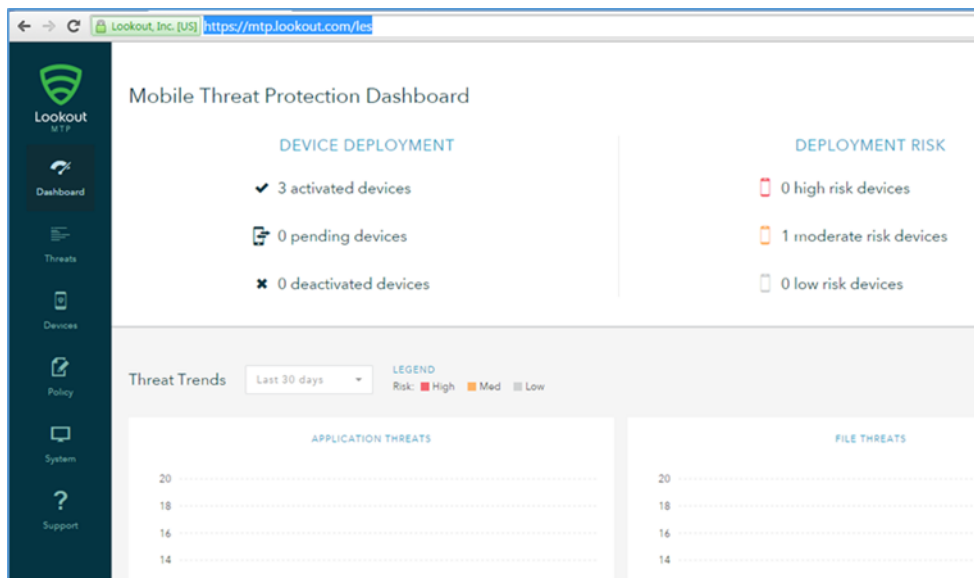 Lookout, Inc. [US] https://mtp.lookout.com/les
Lookout
MTP
Dashboard
Threats
Devices
Policy
System
Support
Mobile Threat Protection Dashboard
DEVICE DEPLOYMENT
3 activated devices
0 pending devices
0 deactivated devices
DEPLOYMENT RISK
0 high risk devices
1 moderate risk devices
0 low risk devices
Threat Trends
Last 30 days
LEGEND
Risk: High Med Low
APPLICATION THREATS
20
18
16
14
FILE THREATS
20
18
16
14